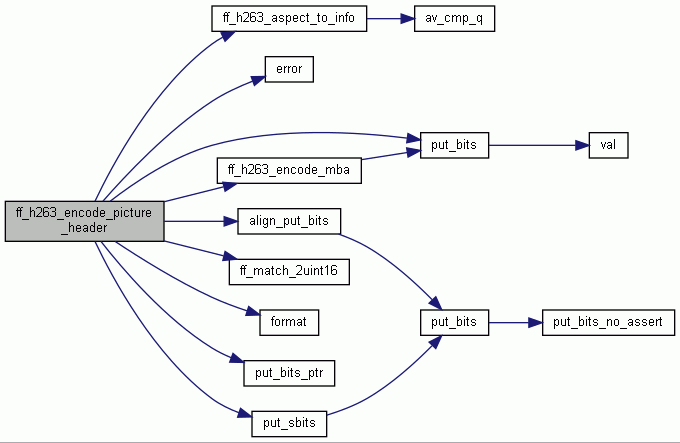 ff_h263_aspect_to_info
av_cmp_q
error
put_bits
val
ff_h263_encode_mba
ff_h263_encode_picture
_header
align_put_bits
ff_match_2uint16
format
put_bits
put_bits_no_assert
put_bits_ptr
put_sbits